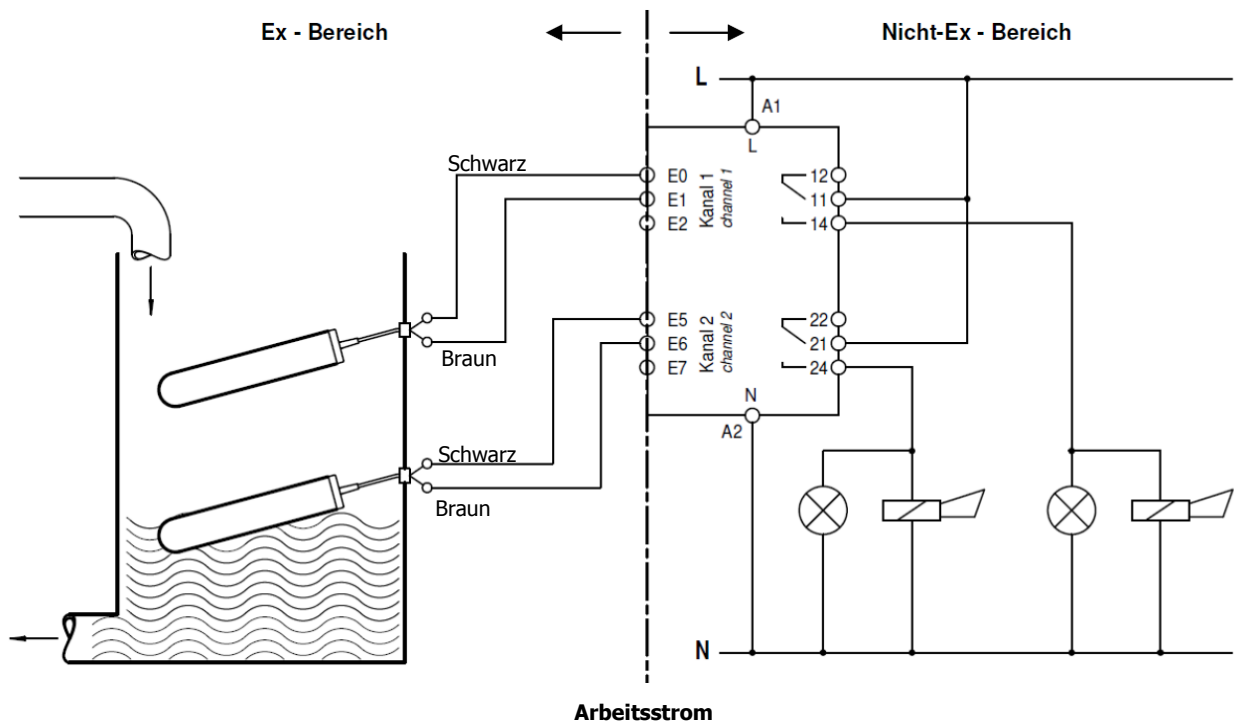 Ex - Bereich
Nicht-Ex - Bereich
L
A1
L
Schwarz
E0
E1
E2
Kanal 1
channel 1
12
11
14
Braun
E5
E6
E7
Kanal 2
channel 2
22
21
24
Schwarz
Braun
N
A2
N
Arbeitsstrom